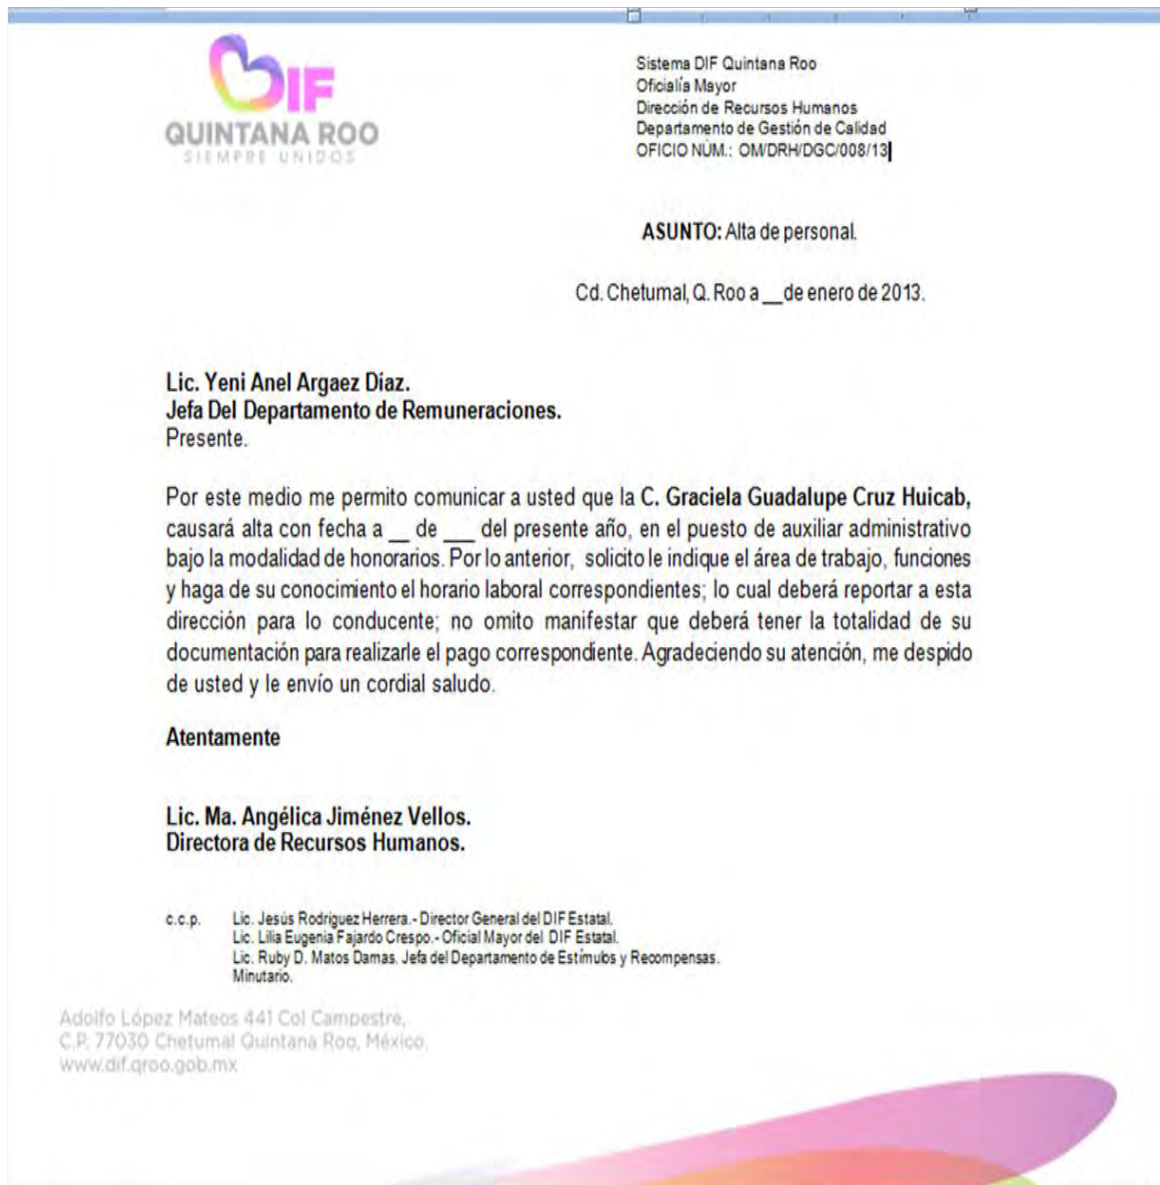 DIF
QUINTANA ROO
SIEMPRE UNIDOS
Sistema DIF Quintana Roo
Oficialía Mayor
Dirección de Recursos Humanos
Departamento de Gestión de Calidad
OFICIO NÚM.: OM/DRH/DGC/008/13
ASUNTO: Alta de personal.
Cd. Chetumal, Q. Roo a __de enero de 2013.
Lic. Yeni Anel Argaez Díaz.
Jefa Del Departamento de Remuneraciones.
Presente.
Por este medio me permito comunicar a usted que la C. Graciela Guadalupe Cruz Huicab,
causará alta con fecha a __ de ___ del presente año, en el puesto de auxiliar administrativo
bajo la modalidad de honorarios. Por lo anterior, solicito le indique el área de trabajo, funciones
y haga de su conocimiento el horario laboral correspondientes; lo cual deberá reportar a esta
dirección para lo conducente; no omito manifestar que deberá tener la totalidad de su
documentación para realizarle el pago correspondiente. Agradeciendo su atención, me despido
de usted y le envío un cordial saludo.
Atentamente
Lic. Ma. Angélica Jiménez Vellos.
Directora de Recursos Humanos.
c.c.p. Lic. Jesús Rodríguez Herrera.- Director General del DIF Estatal.
Lic. Lilia Eugenia Fajardo Crespo.- Oficial Mayor del DIF Estatal.
Lic. Ruby D. Matos Damas. Jefa del Departamento de Estímulos y Recompensas.
Minutario.
Adolfo López Mateos 441 Col Campestre,
C.P. 77030 Chetumal Quintana Roo, México.
www.dif.qroo.gob.mx